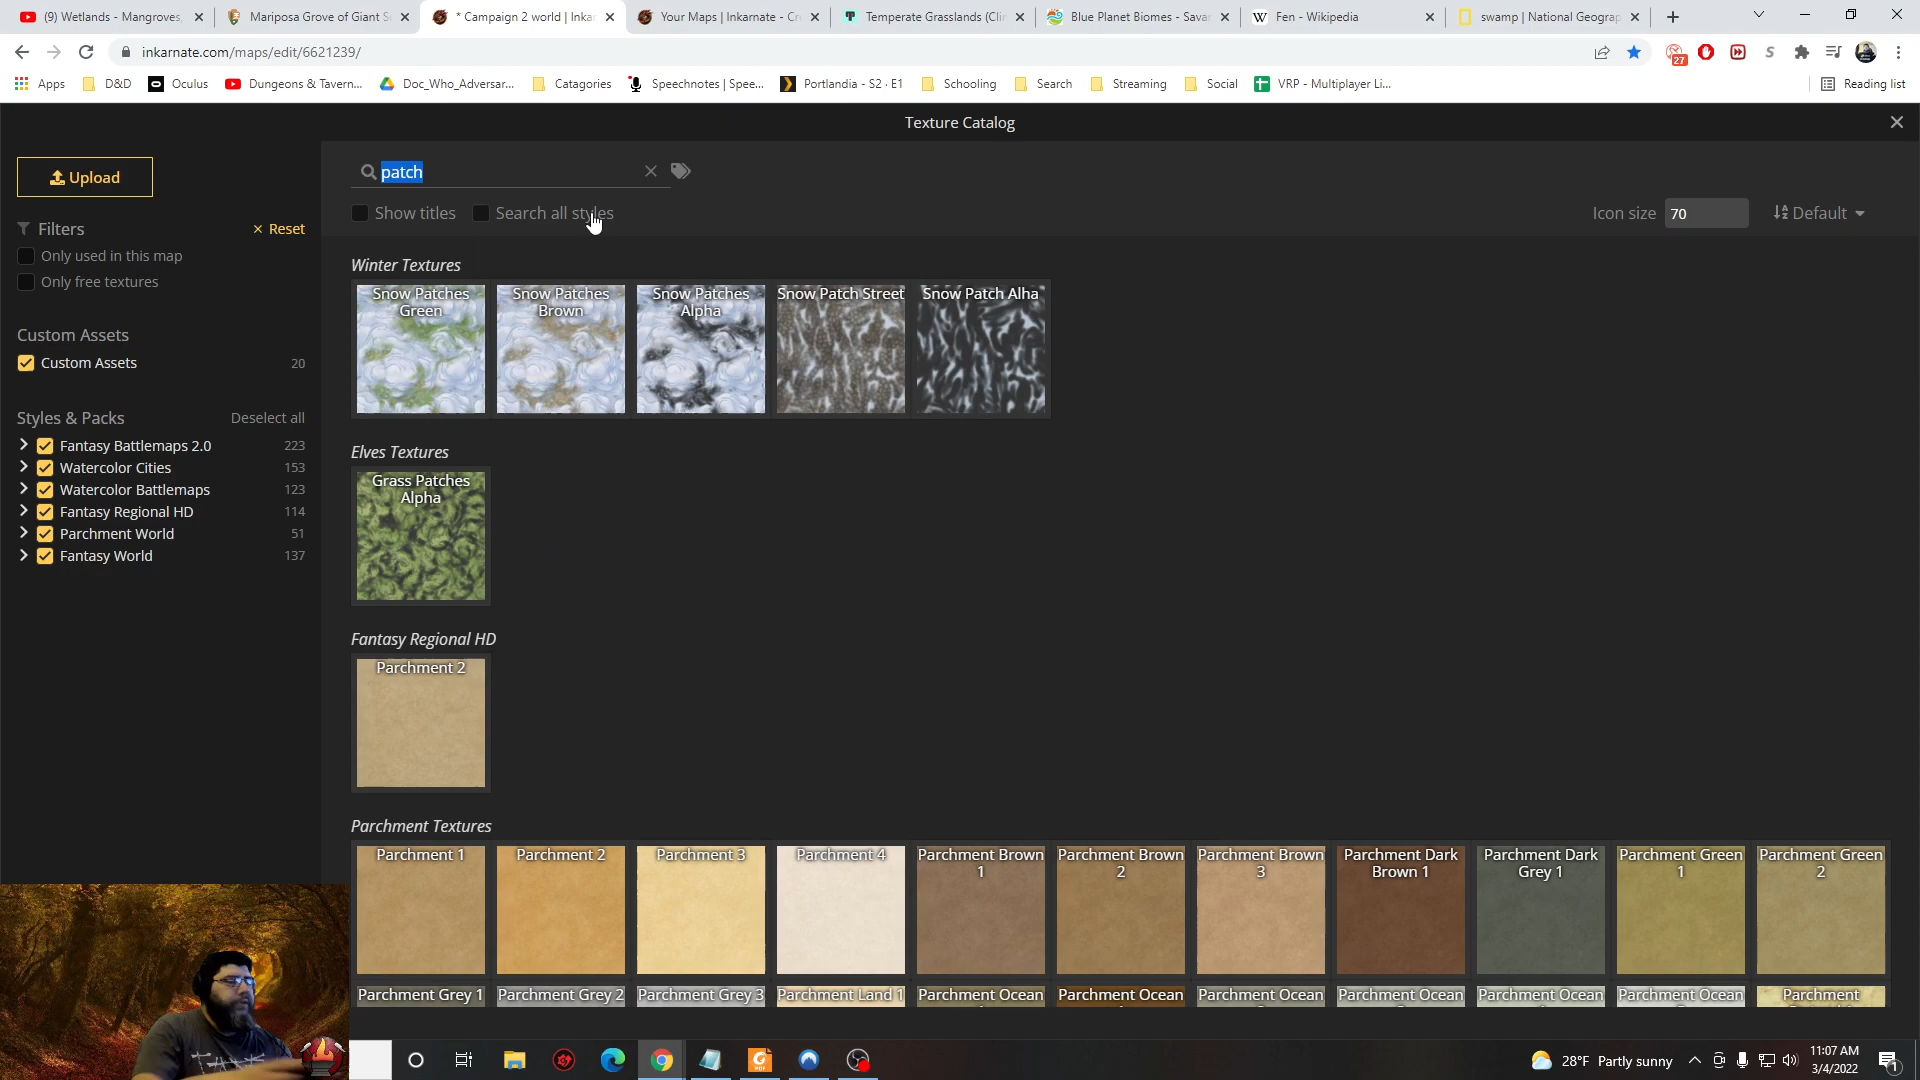 (9) Wetlands - Mangroves,
Mariposa Grove of Giant S
* Campaign 2 world | Inkar
Your Maps | Inkarnate - Cr
Temperate Grasslands (Cli
Blue Planet Biomes - Sava
Fen - Wikipedia
swamp | National Geograp
inkarnate.com/maps/edit/6621239/
27
Apps
D&D
Oculus
Dungeons & Tavern...
Doc_Who_Adversar...
Catagories
Speechnotes | Spee...
Portlandia - S2 · E1
Schooling
Search
Streaming
Social
VRP - Multiplayer Li...
Reading list
Texture Catalog
Upload
patch
Show titles
Search all styles
Icon size 70
Default
Filters
Reset
Only used in this map
Only free textures
Custom Assets
Custom Assets 20
Styles & Packs
Deselect all
Fantasy Battlemaps 2.0 223
Watercolor Cities 153
Watercolor Battlemaps 123
Fantasy Regional HD 114
Parchment World 51
Fantasy World 137
Winter Textures
Snow Patches
Green
Snow Patches
Brown
Snow Patches
Alpha
Snow Patch Street
Snow Patch Alha
Elves Textures
Grass Patches
Alpha
Fantasy Regional HD
Parchment 2
Parchment Textures
Parchment 1
Parchment 2
Parchment 3
Parchment 4
Parchment Brown
1
Parchment Brown
2
Parchment Brown
3
Parchment Dark
Brown 1
Parchment Dark
Grey 1
Parchment Green
1
Parchment Green
2
Parchment Grey 1
Parchment Grey 2
Parchment Grey 3
Parchment Land 1
Parchment Ocean
Parchment Ocean
Parchment Ocean
Parchment Ocean
Parchment Ocean
Parchment Ocean
Parchment
28°F Partly sunny
11:07 AM
3/4/2022
1